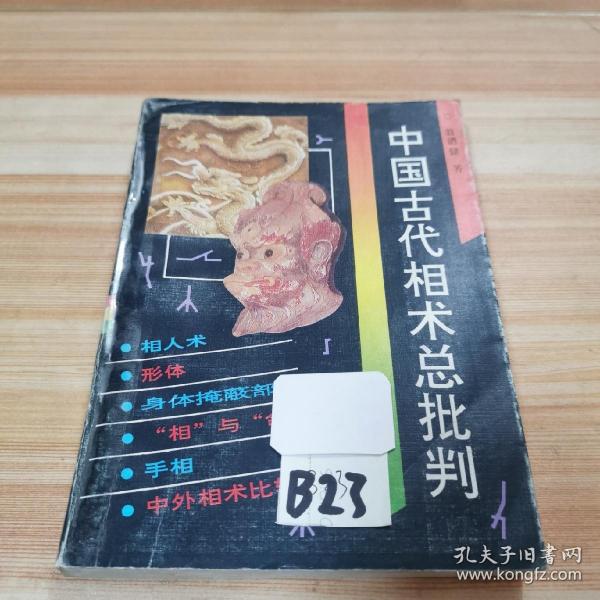 中国古代相术总批判
相人术
形体
身体掩蔽部
“相”与“
手相
中外相术比
B23
孔夫子旧书网
www.kongfz.com